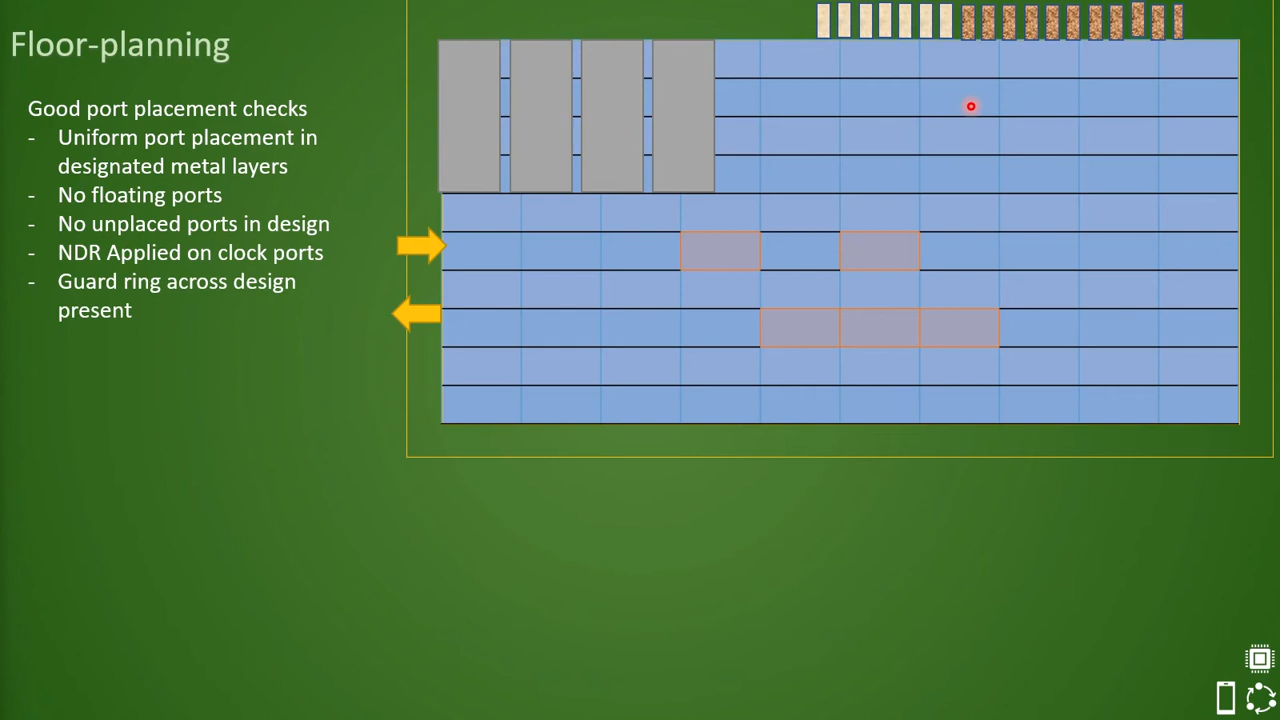 Floor-planning
Good port placement checks
- Uniform port placement in
designated metal layers
- No floating ports
- No unplaced ports in design
- NDR Applied on clock ports
- Guard ring across design
present